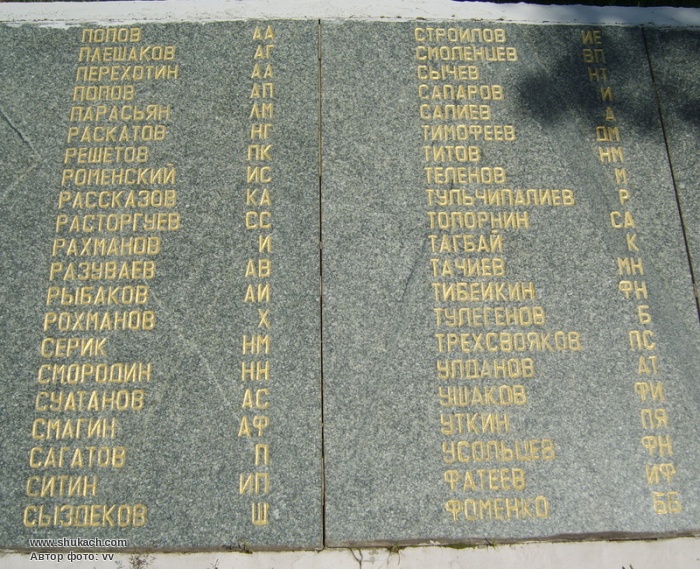 ПОПОВ АА
ПЛЕШАКОВ АГ
ПЕРЕХОТИН АА
ПОПОВ АП
ПАРАСЬЯН ЛМ
РАСКАТОВ НГ
РЕШЕТОВ ПК
РОМЕНСКИЙ ИС
РАССКАЗОВ КА
РАСТОРГУЕВ СС
РАХМАНОВ И
РАЗУВАЕВ АВ
РЫБАКОВ АИ
РОХМАНОВ Х
СЕРИК НМ
СМОРОДИН НН
СУЛТАНОВ АС
СМАГИН АФ
САГАТОВ П
СИТИН ИП
СЫЗДЕКОВ Ш
СТРОИЛОВ ИЕ
СМОЛЕНЦЕВ ВП
СЫЧЕВ НТ
САПАРОВ И
САЛИЕВ А
ТИМОФЕЕВ ДМ
ТИТОВ НМ
ТЕЛЕНОВ М
ТУЛЬЧИПАЛИЕВ Р
ТОПОРНИН СА
ТАГБАЙ К
ТАЧИЕВ МН
ТИБЕЙКИН ФН
ТУЛЕГЕНОВ Б
ТРЕХСВОЯКОВ ПС
УЛДАНОВ АТ
УШАКОВ ФИ
УТКИН ПЯ
УСОЛЬЦЕВ ФН
ФАТЕЕВ ИФ
ФОМЕНКО ББ
www.shukach.com
Автор фото: vv